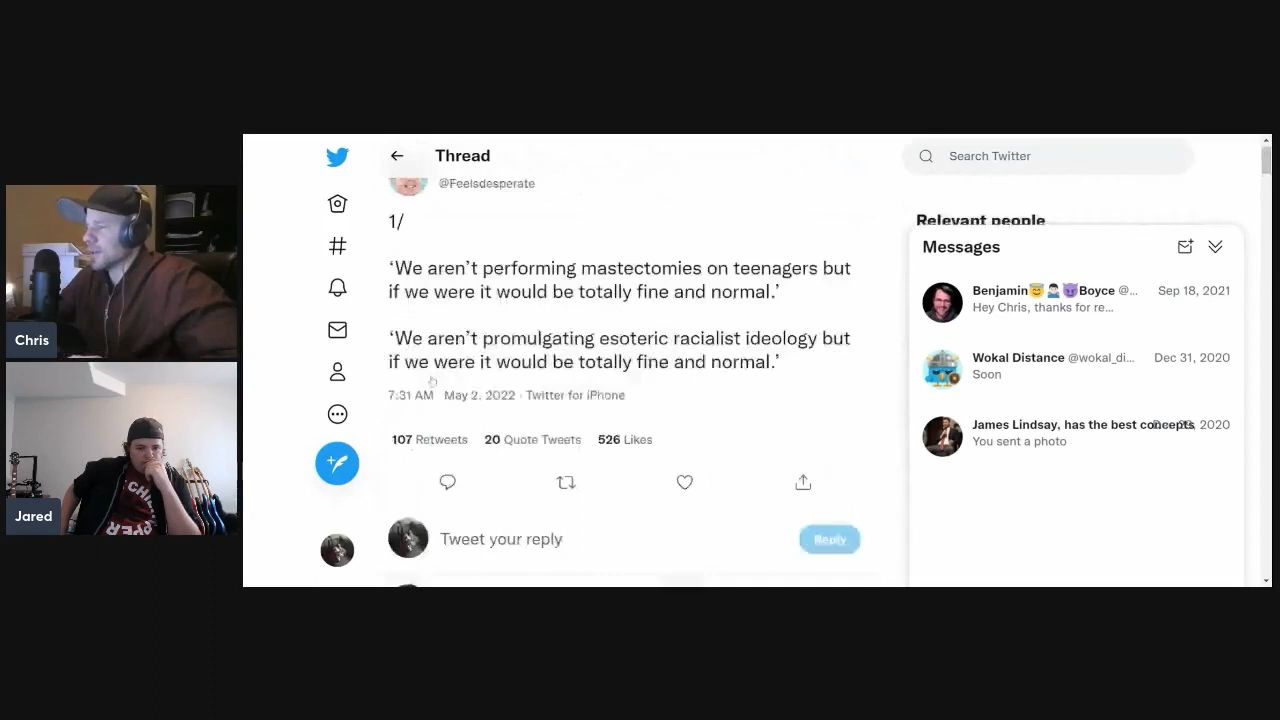 Thread
Search Twitter
@Feelsdesperate
1/
Relevant people
Messages
‘We aren’t performing mastectomies on teenagers but
if we were it would be totally fine and normal.’
Benjamin😇🤷🏻‍♂️😈Boyce @... Sep 18, 2021
Hey Chris, thanks for re...
‘We aren’t promulgating esoteric racialist ideology but
if we were it would be totally fine and normal.’
Wokal Distance @wokal_di... Dec 31, 2020
Soon
7:31 AM May 2, 2022 · Twitter for iPhone
James Lindsay, has the best concepts 2020
You sent a photo
107 Retweets 20 Quote Tweets 526 Likes
Tweet your reply
Reply
Chris
Jared